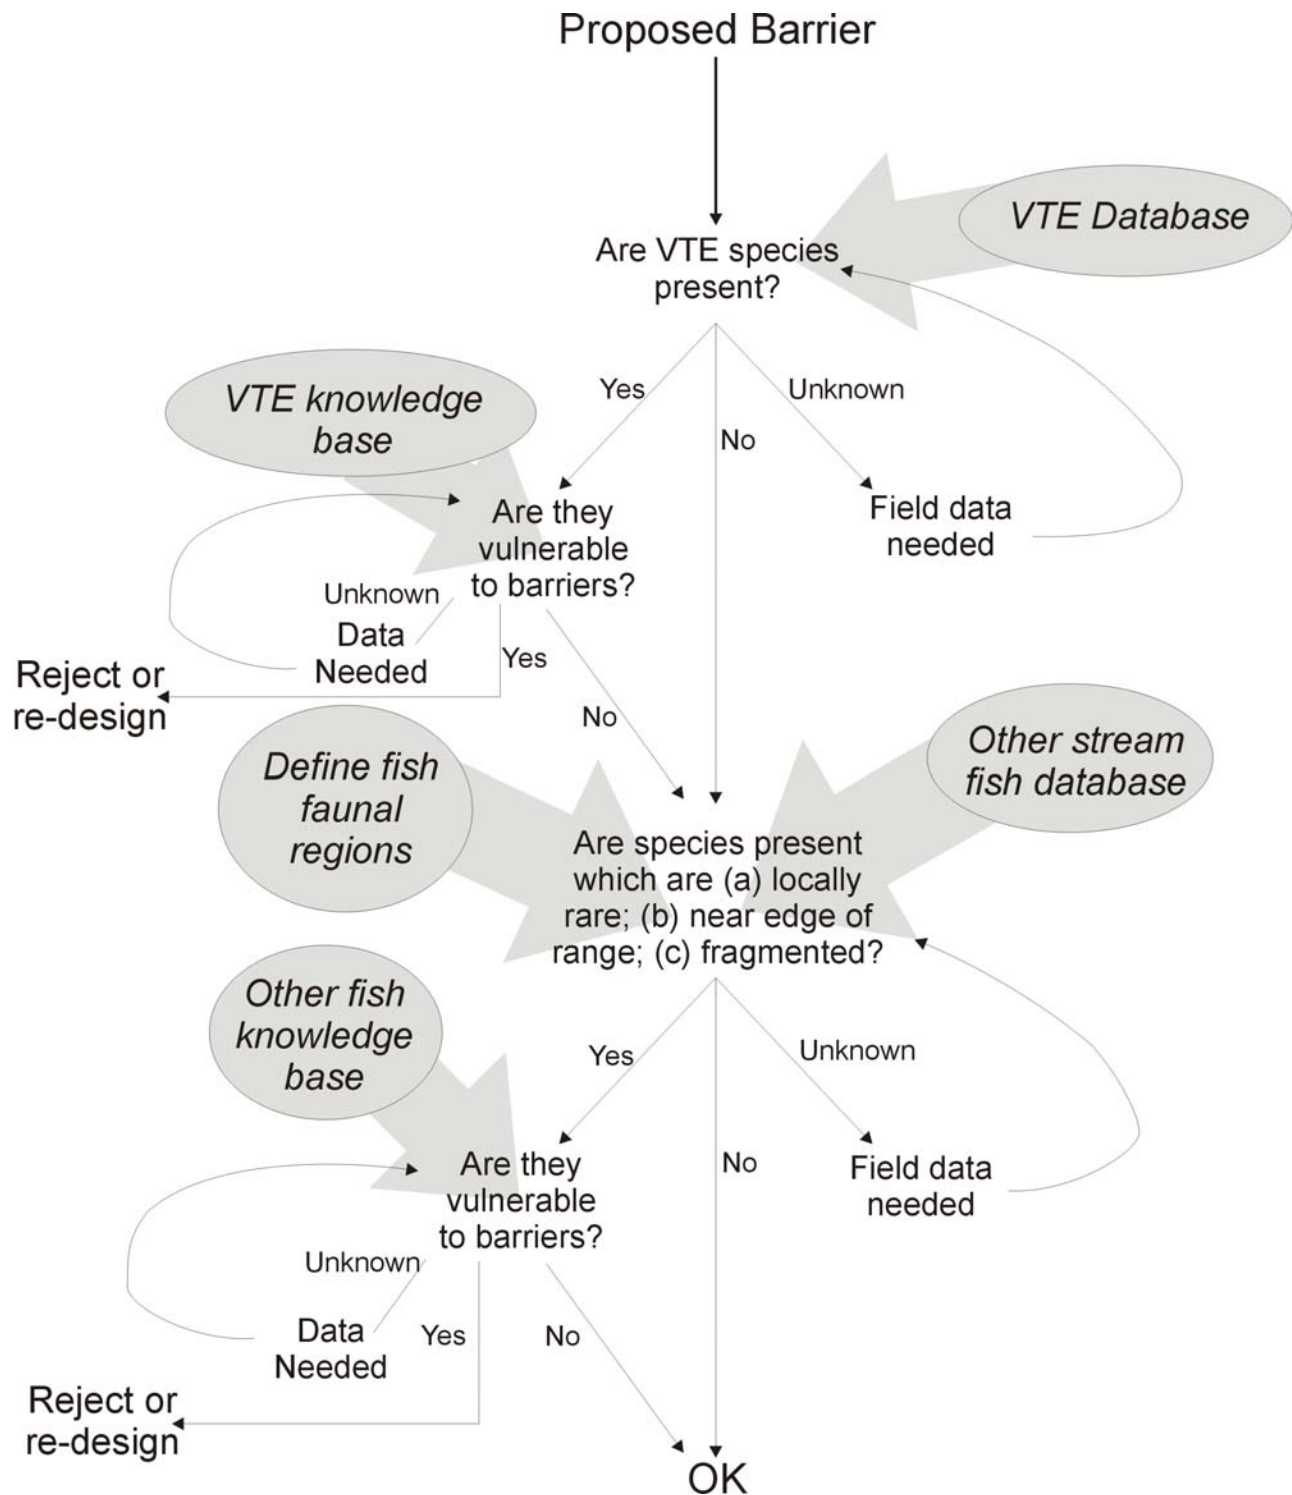 Proposed Barrier
VTE Database
Are VTE species
present?
Yes
Unknown
No
VTE knowledge
base
Are they
vulnerable
to barriers?
Field data
needed
Unknown
Data
Needed
Yes
No
Reject or
re-design
Define fish
faunal
regions
Other stream
fish database
Are species present
which are (a) locally
rare; (b) near edge of
range; (c) fragmented?
Other fish
knowledge
base
Yes
Unknown
No
Are they
vulnerable
to barriers?
Field data
needed
Unknown
Data
Needed
Yes
No
Reject or
re-design
OK